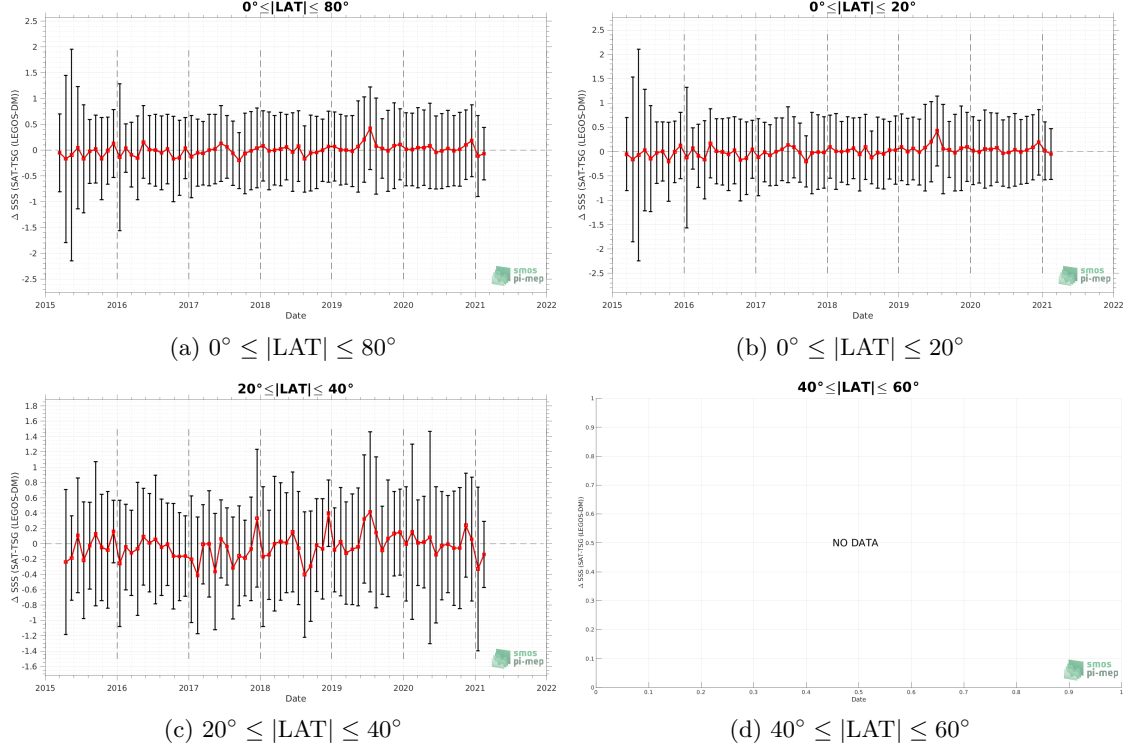 0°≤|LAT|≤ 80°
2.5
2
1.5
1
0.5
0
-0.5
-1
-1.5
-2
-2.5
Δ SSS (SAT-TSG (LEGOS-DM))
2015 2016 2017 2018 2019 2020 2021 2022
Date
smos
pi-mep
(a) 0° ≤ |LAT| ≤ 80°
0°≤|LAT|≤ 20°
2.5
2
1.5
1
0.5
0
-0.5
-1
-1.5
-2
-2.5
Δ SSS (SAT-TSG (LEGOS-DM))
2015 2016 2017 2018 2019 2020 2021 2022
Date
smos
pi-mep
(b) 0° ≤ |LAT| ≤ 20°
20°≤|LAT|≤ 40°
1.8
1.6
1.4
1.2
1
0.8
0.6
0.4
0.2
0
-0.2
-0.4
-0.6
-0.8
-1
-1.2
-1.4
-1.6
Δ SSS (SAT-TSG (LEGOS-DM))
2015 2016 2017 2018 2019 2020 2021 2022
Date
smos
pi-mep
(c) 20° ≤ |LAT| ≤ 40°
40°≤|LAT|≤ 60°
1
0.9
0.8
0.7
0.6
0.5
0.4
0.3
0.2
0.1
0
Δ SSS (SAT-TSG (LEGOS-DM))
NO DATA
0 0.1 0.2 0.3 0.4 0.5 0.6 0.7 0.8 0.9 1
Date
smos
pi-mep
(d) 40° ≤ |LAT| ≤ 60°